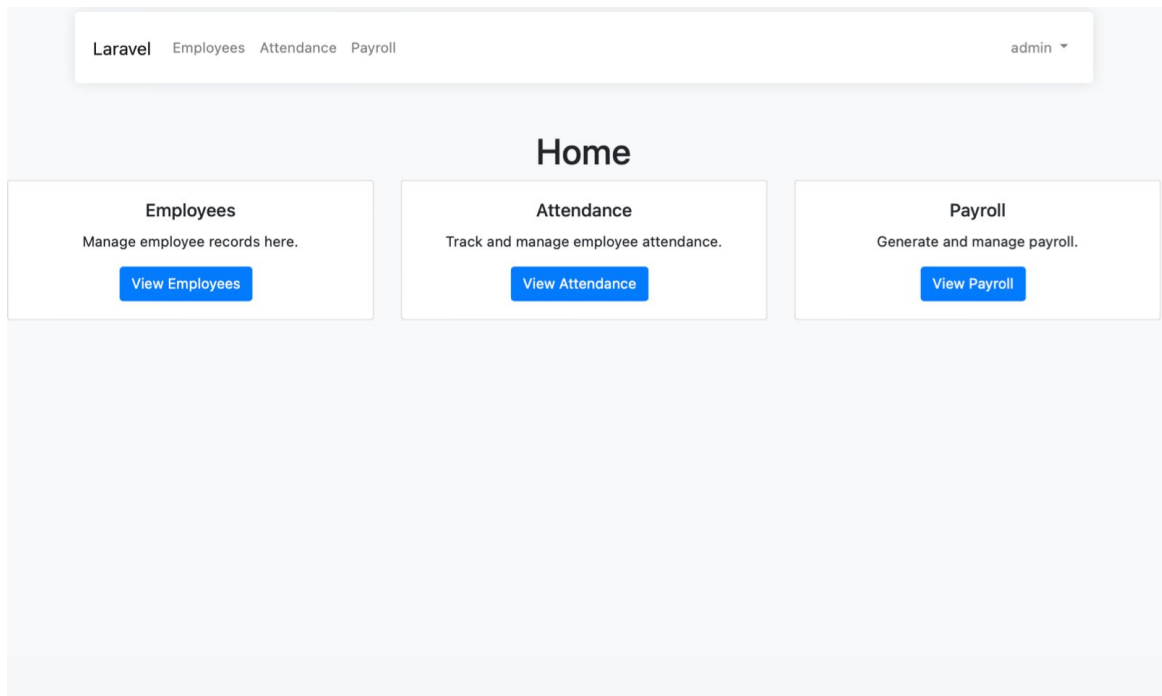 Laravel Employees Attendance Payroll admin
Home
Employees
Manage employee records here.
View Employees
Attendance
Track and manage employee attendance.
View Attendance
Payroll
Generate and manage payroll.
View Payroll